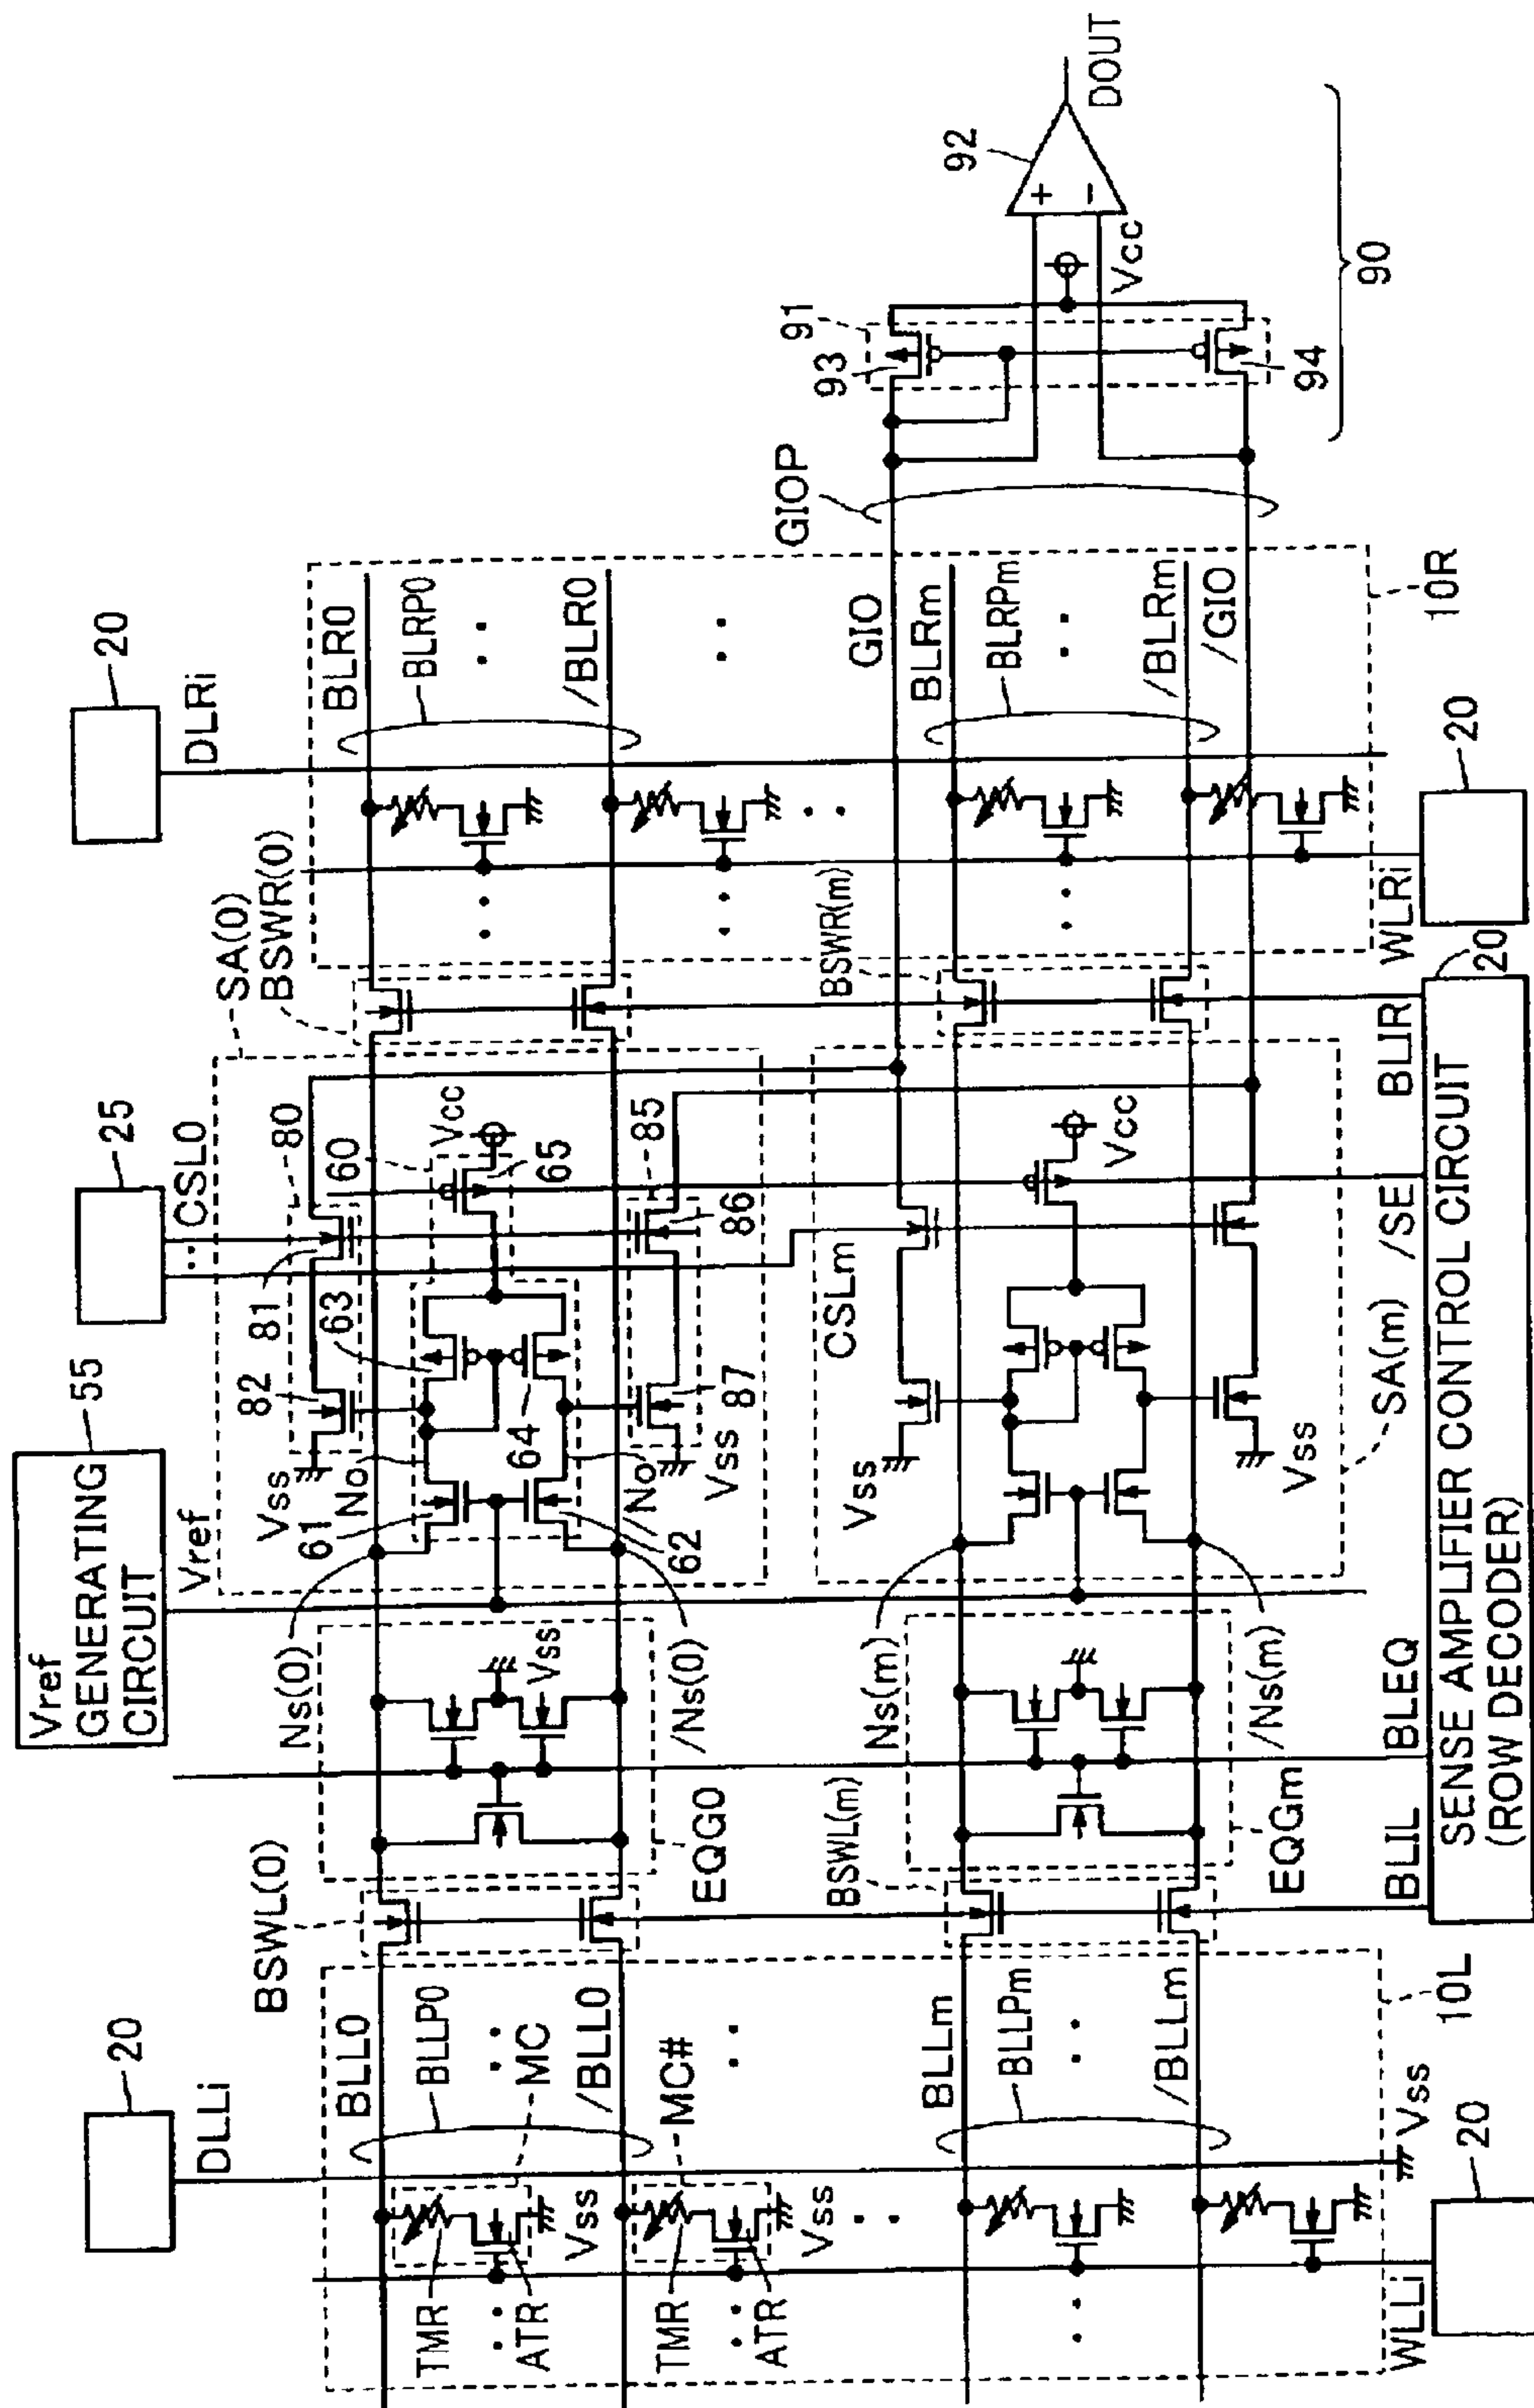 20
DLLi
BSWL(0)
Vref
GENERATING
CIRCUIT
55
Vref
25
CSL0
SA(0)
BSWR(0)
20
DLRi
BLL0
BLLP0
MC
/BLL0
MC#
TMR
ATR
Vss
TMR
ATR
Vss
Ns(0)
Vss
/Ns(0)
EQG0
Vss
82
81
80
60
Vcc
65
63
64
61
62
No
/No
85
86
87
Vss
BLR0
BLRP0
/BLR0
BLLm
BLLPm
/BLLm
BSWL(m)
Ns(m)
/Ns(m)
EQGm
CSLm
Vss
Vcc
Vss
SA(m)
BSWR(m)
GIO
BLRm
BLRPm
/BLRm
/GIO
GIOP
91
93
94
Vcc
92
+
−
DOUT
90
Vss
10L
10R
WLLi
20
BLIL
BLEQ
/SE
BLIR
WLRi
20
20
SENSE AMPLIFIER CONTROL CIRCUIT
(ROW DECODER)